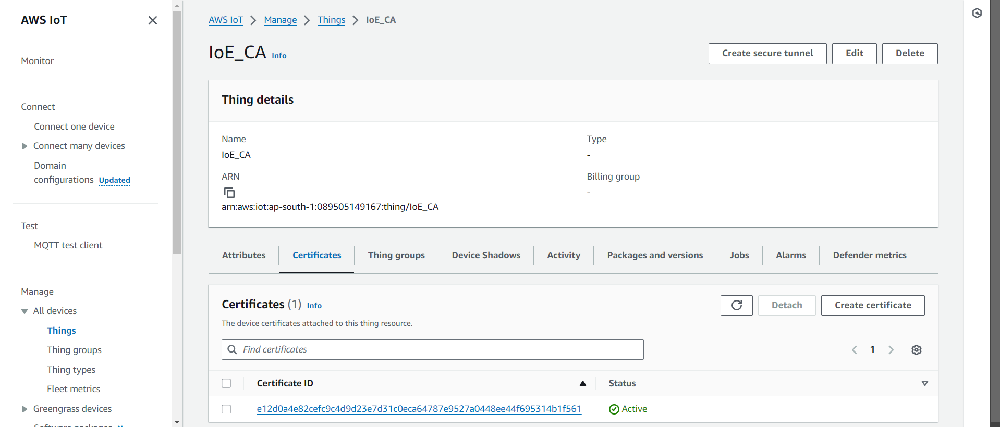 AWS IoT
Monitor
Connect
Connect one device
Connect many devices
Domain
configurations Updated
Test
MQTT test client
Manage
All devices
Things
Thing groups
Thing types
Fleet metrics
Greengrass devices
AWS IoT > Manage > Things > IoE_CA
IoE_CA Info
Create secure tunnel
Edit
Delete
Thing details
Name
IoE_CA
ARN
arn:aws:iot:ap-south-1:089505149167:thing/IoE_CA
Type
-
Billing group
-
Attributes
Certificates
Thing groups
Device Shadows
Activity
Packages and versions
Jobs
Alarms
Defender metrics
Certificates (1) Info
The device certificates attached to this thing resource.
Detach
Create certificate
Find certificates
1
Certificate ID
Status
e12d0a4e82cefc9c4d9d23e7d31c0eca64787e9527a0448ee44f695314b1f561
Active